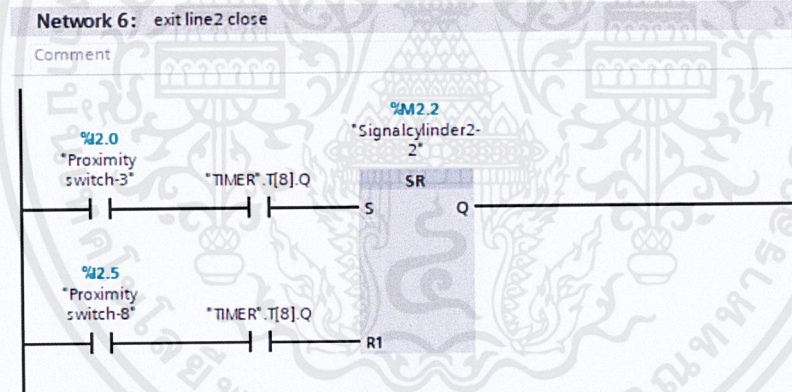 Network 6: exit line2 close
Comment
%M2.2
"Signalcylinder2-
2"
%I2.0
"Proximity
switch-3"
"TIMER".T[8].Q
SR
S
Q
%I2.5
"Proximity
switch-8"
"TIMER".T[8].Q
R1